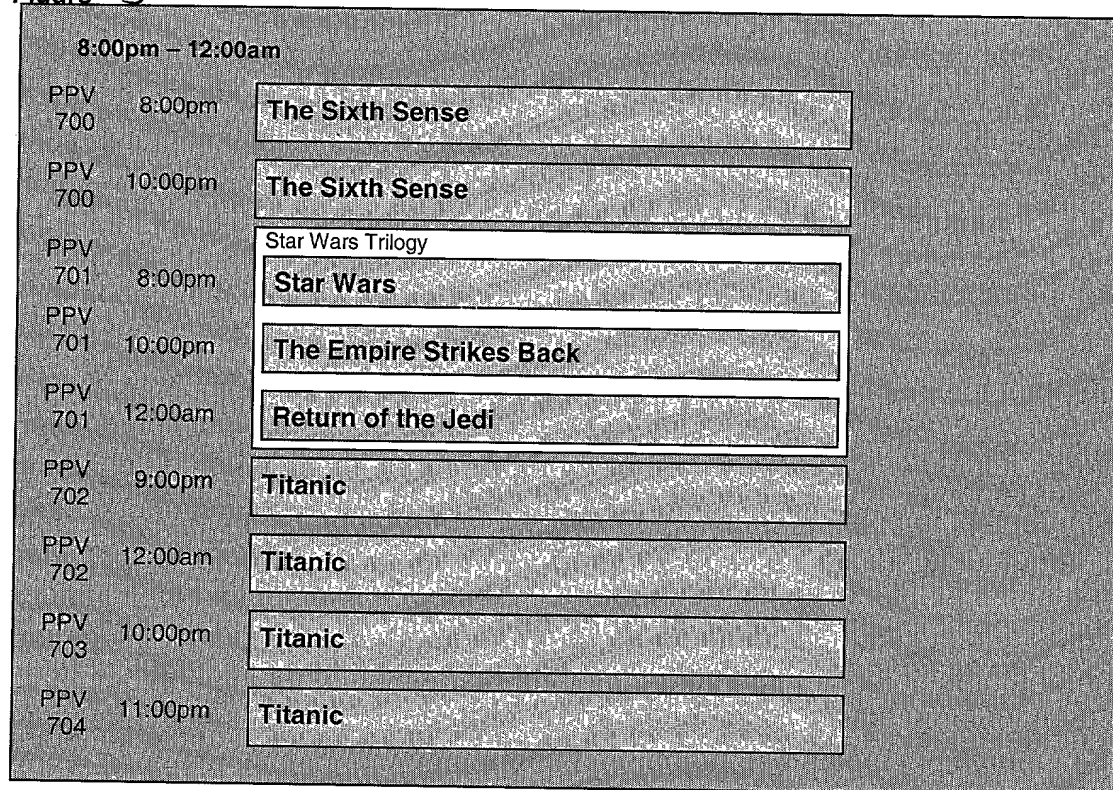 8:00pm – 12:00am
PPV
700
8:00pm
The Sixth Sense
PPV
700
10:00pm
The Sixth Sense
Star Wars Trilogy
PPV
701
8:00pm
Star Wars
PPV
701
10:00pm
The Empire Strikes Back
PPV
701
12:00am
Return of the Jedi
PPV
702
9:00pm
Titanic
PPV
702
12:00am
Titanic
PPV
703
10:00pm
Titanic
PPV
704
11:00pm
Titanic